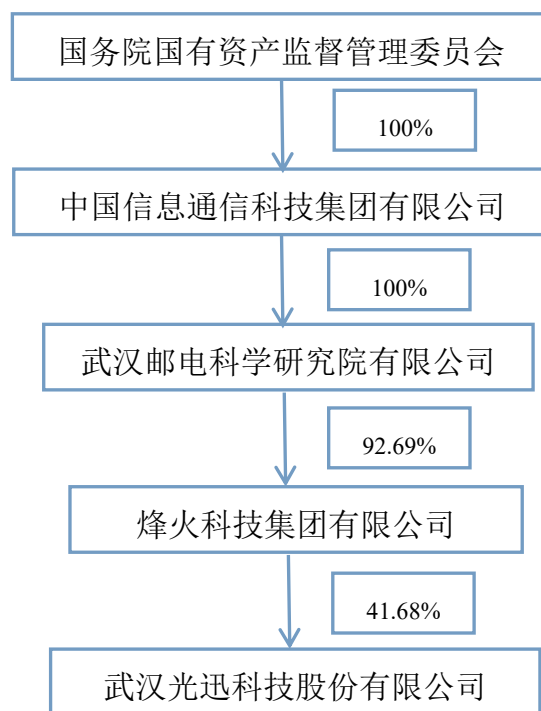 国务院国有资产监督管理委员会
100%
中国信息通信科技集团有限公司
100%
武汉邮电科学研究院有限公司
92.69%
烽火科技集团有限公司
41.68%
武汉光迅科技股份有限公司